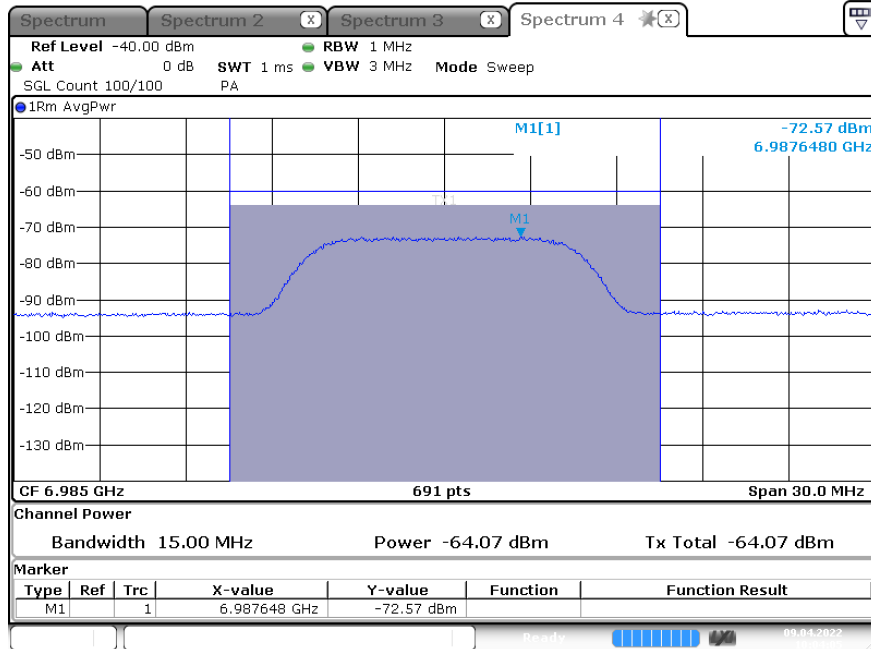 Spectrum Spectrum 2 X Spectrum 3 X Spectrum 4 X
Ref Level -40.00 dBm RBW 1 MHz
Att 0 dB SWT 1 ms VBW 3 MHz Mode Sweep
SGL Count 100/100 PA
1Rm AvgPwr
M1[1] -72.57 dBm
6.9876480 GHz
-50 dBm
-60 dBm
Tx1
-70 dBm
M1
-80 dBm
-90 dBm
-100 dBm
-110 dBm
-120 dBm
-130 dBm
CF 6.985 GHz 691 pts Span 30.0 MHz
Channel Power
Bandwidth 15.00 MHz Power -64.07 dBm Tx Total -64.07 dBm
Marker
Type Ref Trc X-value Y-value Function Function Result
M1 1 6.987648 GHz -72.57 dBm
Ready 09.04.2022